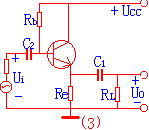 +Ucc
Rb
C2
+
+
C1
+
+
Ui
Re
RL
Uo
-
-
(3)